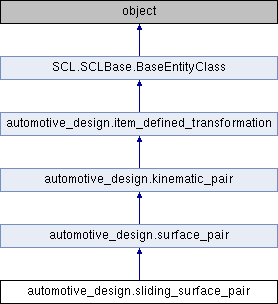 object
SCL.SCLBase.BaseEntityClass
automotive_design.item_defined_transformation
automotive_design.kinematic_pair
automotive_design.surface_pair
automotive_design.sliding_surface_pair